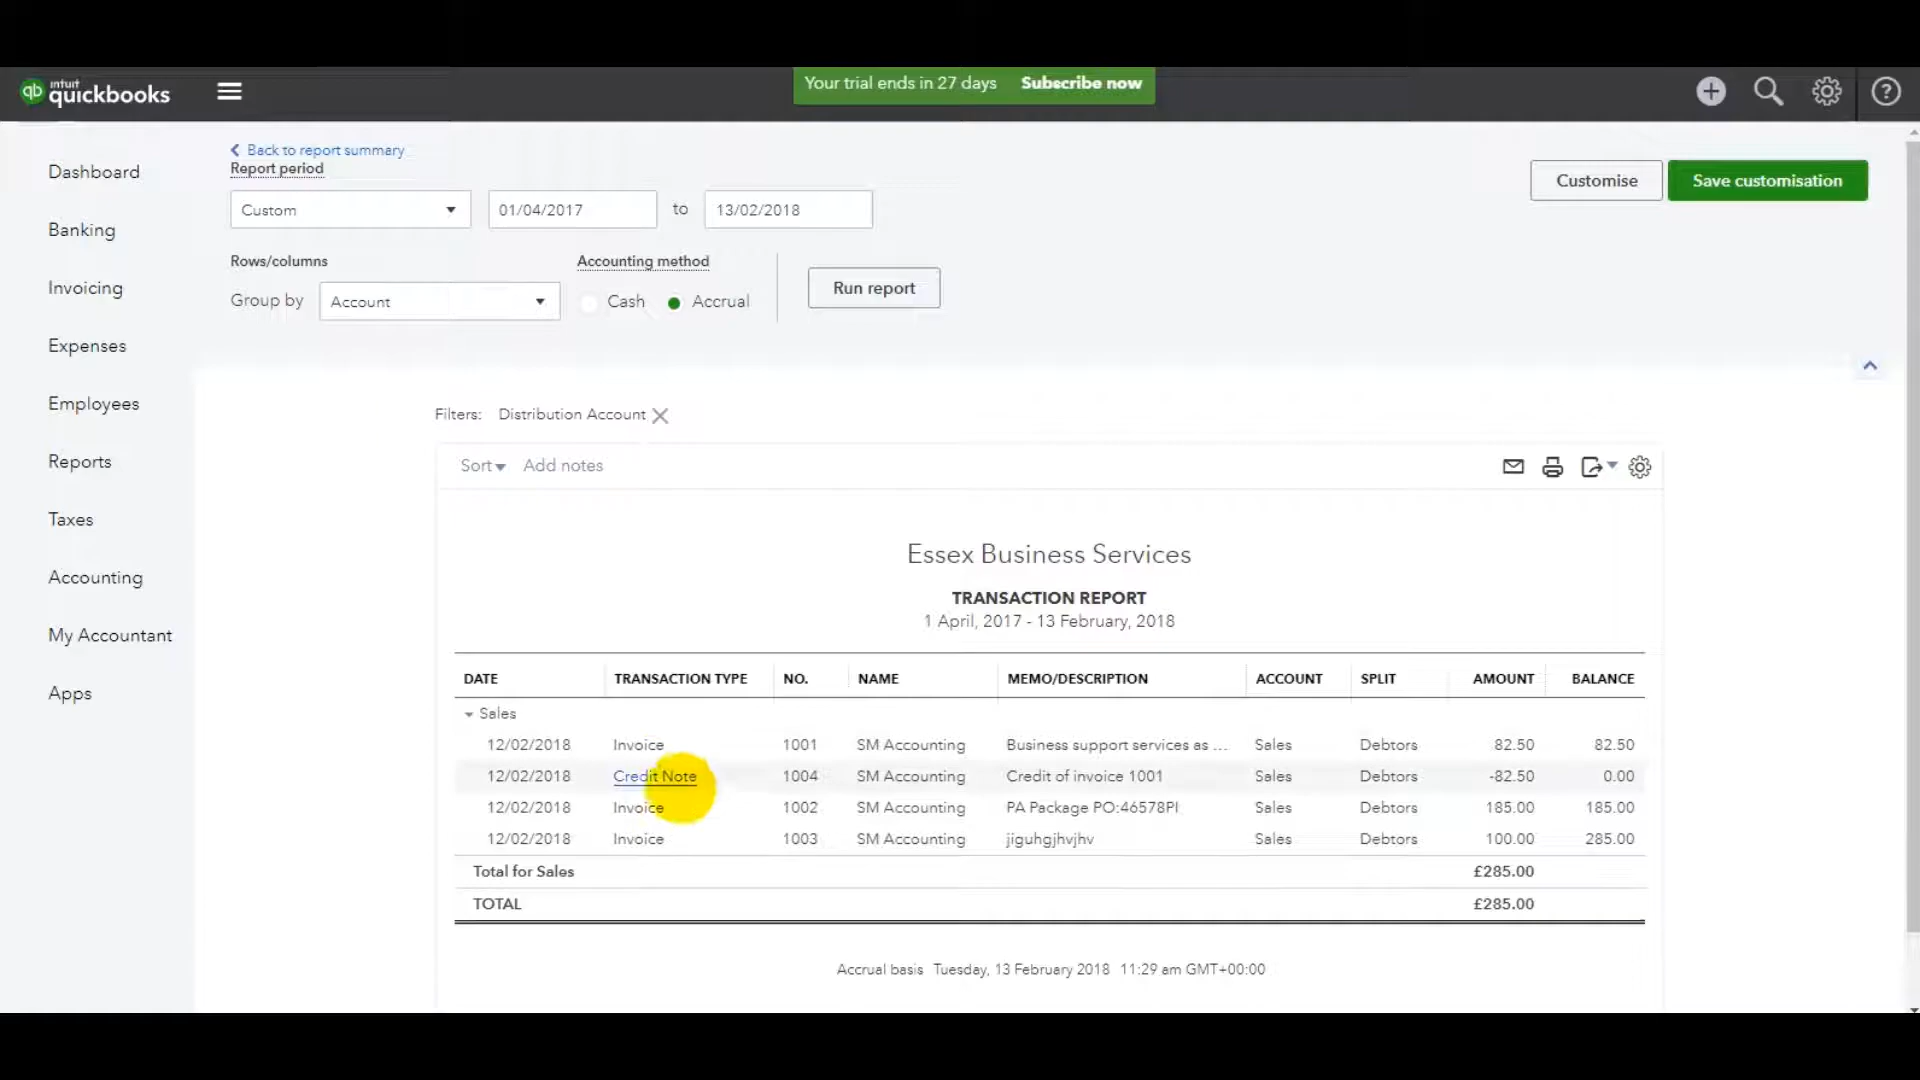 intuit
quickbooks
Your trial ends in 27 days Subscribe now
Dashboard
Banking
Invoicing
Expenses
Employees
Reports
Taxes
Accounting
My Accountant
Apps
Back to report summary
Report period
Custom 01/04/2017 to 13/02/2018
Customise Save customisation
Rows/columns Accounting method
Group by Account Cash Accrual Run report
Filters: Distribution Account
Sort Add notes
Essex Business Services
TRANSACTION REPORT
1 April, 2017 - 13 February, 2018
DATE TRANSACTION TYPE NO. NAME MEMO/DESCRIPTION ACCOUNT SPLIT AMOUNT BALANCE
Sales
12/02/2018 Invoice 1001 SM Accounting Business support services as .... Sales Debtors 82.50 82.50
12/02/2018 Credit Note 1004 SM Accounting Credit of invoice 1001 Sales Debtors -82.50 0.00
12/02/2018 Invoice 1002 SM Accounting PA Package PO:46578PI Sales Debtors 185.00 185.00
12/02/2018 Invoice 1003 SM Accounting jiguhgjhvjhv Sales Debtors 100.00 285.00
Total for Sales £285.00
TOTAL £285.00
Accrual basis Tuesday, 13 February 2018 11:29 am GMT+00:00